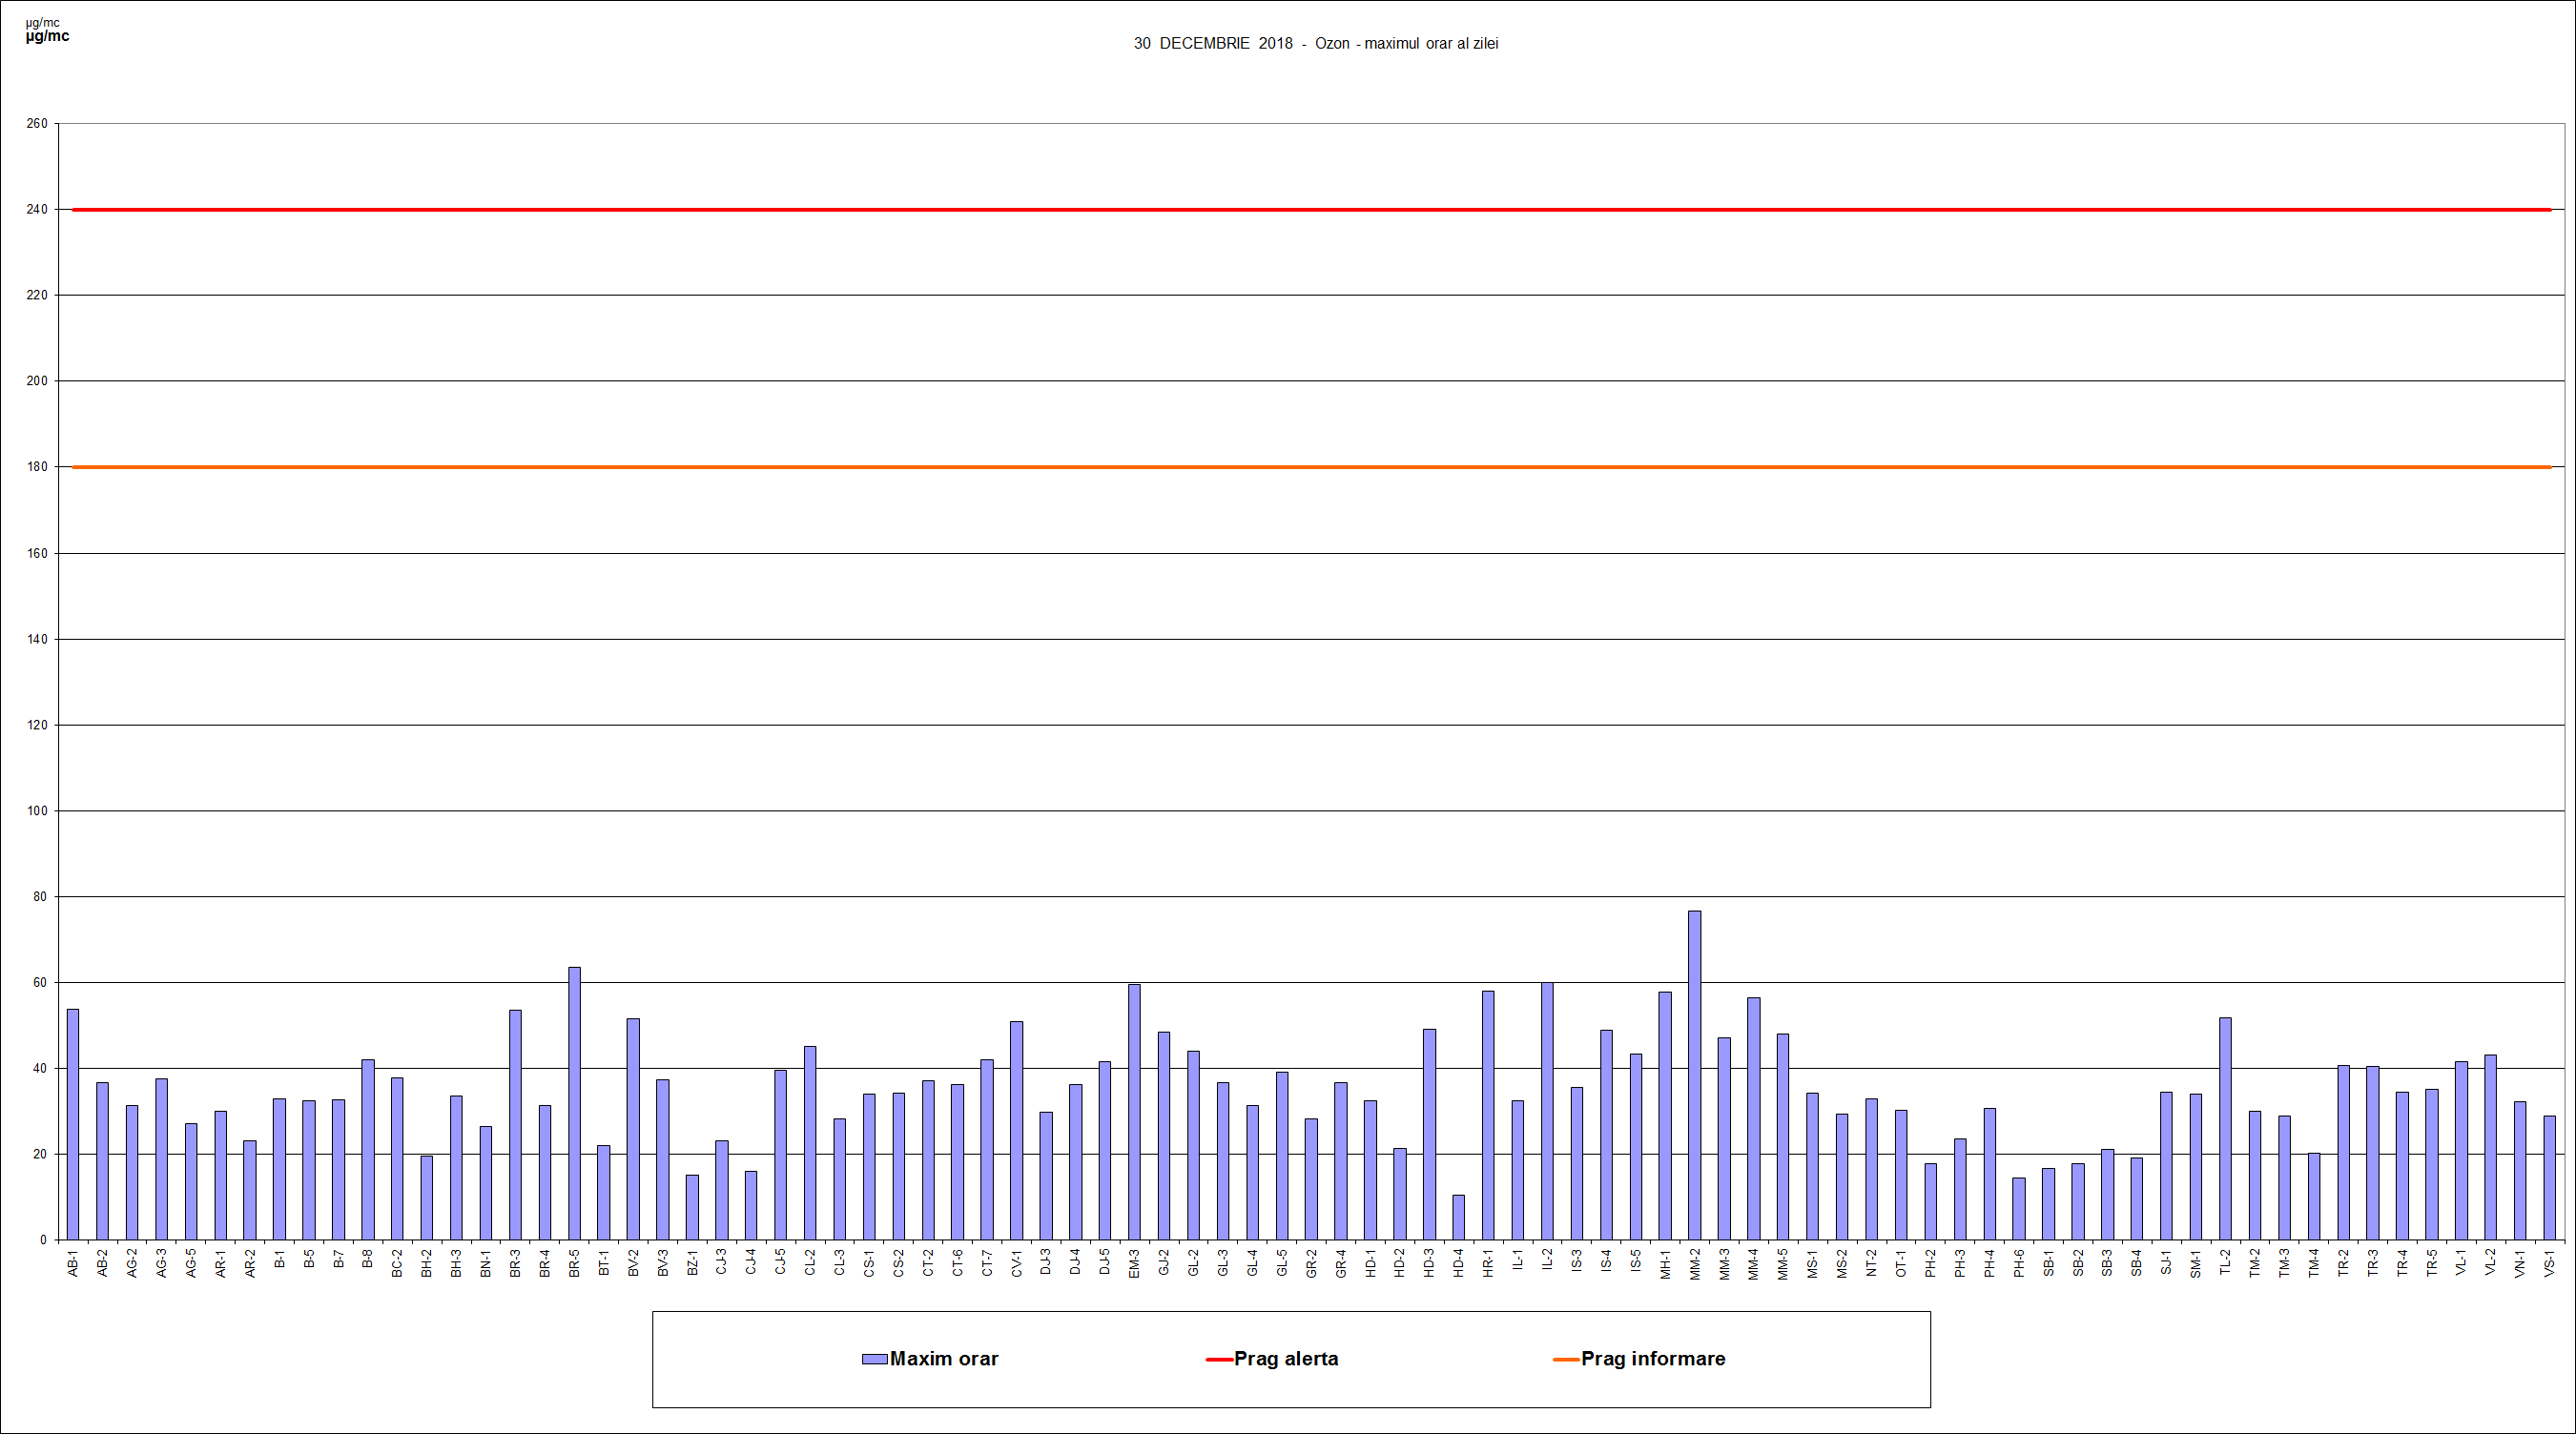 µg/mc
µg/mc
30 DECEMBRIE 2018 - Ozon - maximul orar al zilei
260
240
220
200
180
160
140
120
100
80
60
40
20
0
AB-1 AB-2 AG-2 AG-3 AG-5 AR-1 AR-2 B-1 B-5 B-7 B-8 BC-2 BH-2 BH-3 BN-1 BR-3 BR-4 BR-5 BT-1 BV-2 BV-3 BZ-1 CJ-3 CJ-4 CJ-5 CL-2 CL-3 CS-1 CS-2 CT-2 CT-6 CT-7 CV-1 DJ-3 DJ-4 DJ-5 EM-3 GJ-2 GL-2 GL-3 GL-4 GL-5 GR-2 GR-4 HD-1 HD-2 HD-3 HD-4 HR-1 IL-1 IL-2 IS-3 IS-4 IS-5 MH-1 MM-2 MM-3 MM-4 MM-5 MS-1 MS-2 NT-2 OT-1 PH-2 PH-3 PH-4 PH-6 SB-1 SB-2 SB-3 SB-4 SJ-1 SM-1 TL-2 TM-2 TM-3 TM-4 TR-2 TR-3 TR-4 TR-5 VL-1 VL-2 VN-1 VS-1
Maxim orar Prag alerta Prag informare